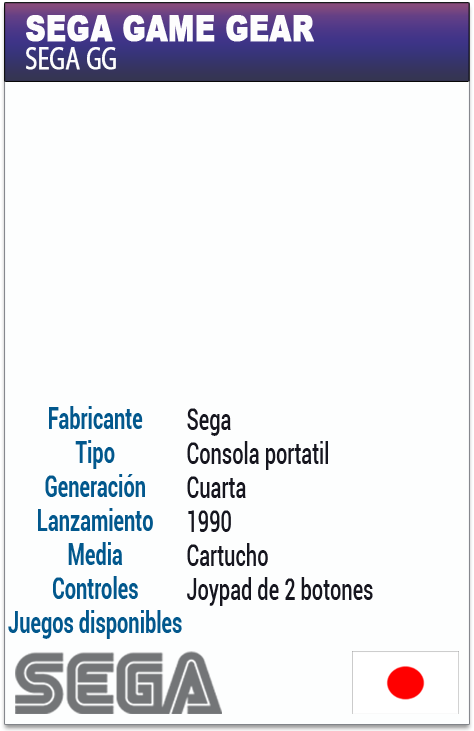 SEGA GAME GEAR
SEGA GG
Fabricante Sega
Tipo Consola portatil
Generación Cuarta
Lanzamiento 1990
Media Cartucho
Controles Joypad de 2 botones
Juegos disponibles
SEGA